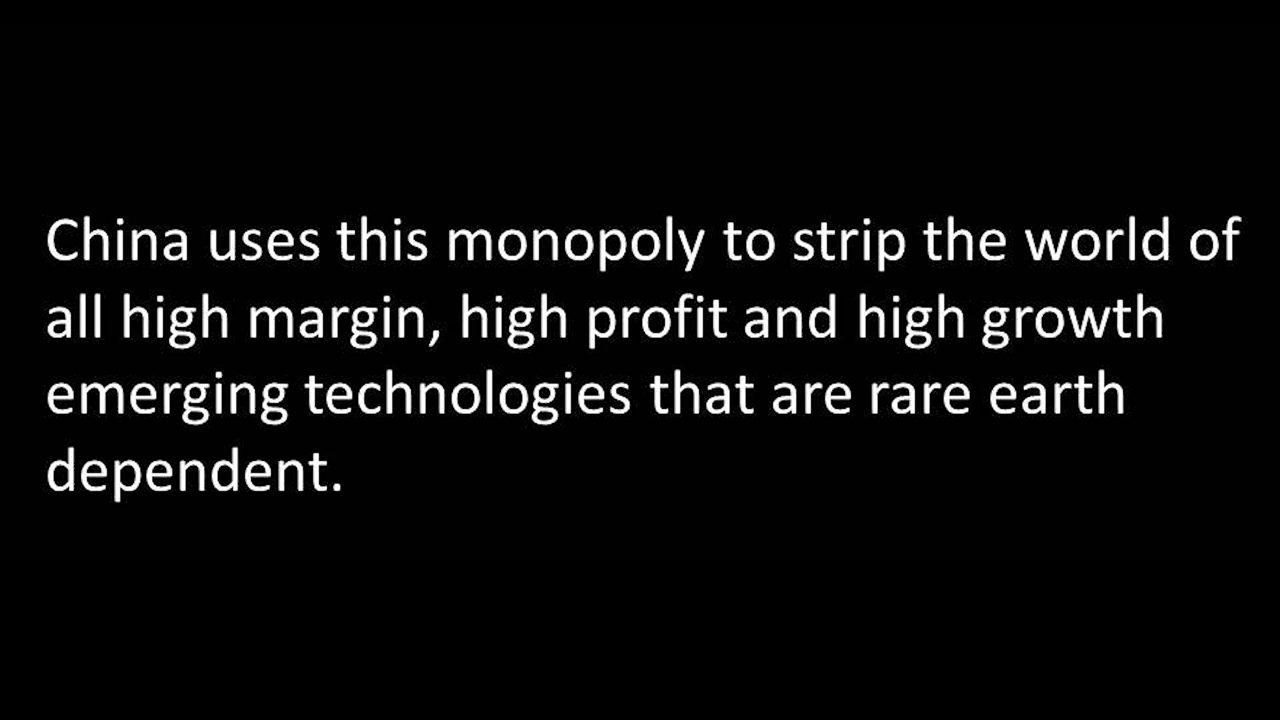 China uses this monopoly to strip the world of
all high margin, high profit and high growth
emerging technologies that are rare earth
dependent.